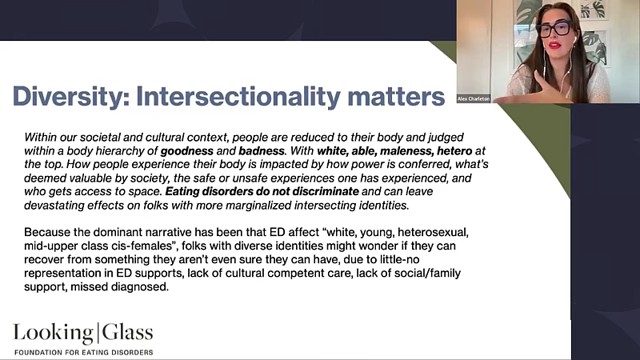 Alex Charleton
Diversity: Intersectionality matters
Within our societal and cultural context, people are reduced to their body and judged
within a body hierarchy of goodness and badness. With white, able, maleness, hetero at
the top. How people experience their body is impacted by how power is conferred, what's
deemed valuable by society, the safe or unsafe experiences one has experienced, and
who gets access to space. Eating disorders do not discriminate and can leave
devastating effects on folks with more marginalized intersecting identities.
Because the dominant narrative has been that ED affect “white, young, heterosexual,
mid-upper class cis-females”, folks with diverse identities might wonder if they can
recover from something they aren't even sure they can have, due to little-no
representation in ED supports, lack of cultural competent care, lack of social/family
support, missed diagnosed.
Looking|Glass
FOUNDATION FOR EATING DISORDERS